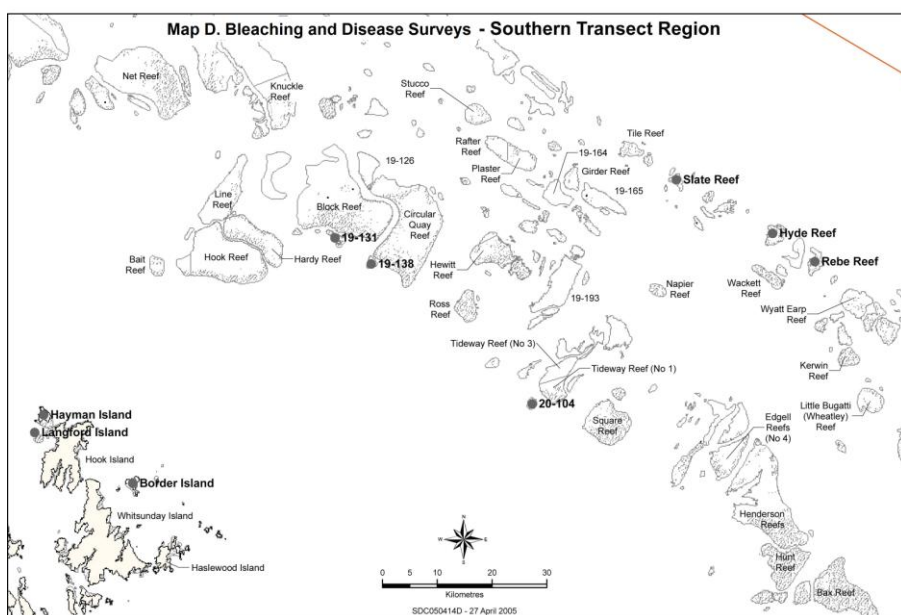 Map D. Bleaching and Disease Surveys - Southern Transect Region
Net Reef
Knuckle
Reef
Stucco
Reef
Rafter
Reef
Plaster
Reef
19-164
Tile Reef
Girder Reef
19-165
Slate Reef
19-126
Line
Reef
Block Reef
Circular
Quay
Reef
19-131
Hyde Reef
Bait
Reef
Hook Reef
Hardy Reef
19-138
Hewitt
Reef
Rebe Reef
Wackett
Reef
Napier
Reef
19-193
Ross
Reef
Wyatt Earp
Reef
Tideway Reef (No 3)
Tideway Reef (No 1)
Kerwin
Reef
20-104
Square
Reef
Edgell
Reefs
(No 4)
Little Bugatti
(Wheatley)
Reef
Hayman Island
Langford Island
Hook Island
Border Island
Whitsunday Island
Haslewood Island
Henderson
Reefs
Hunt
Reef
Bax Reef
N
W
E
S
0 5 10 20 30
Kilometres
SDC050414D - 27 April 2005